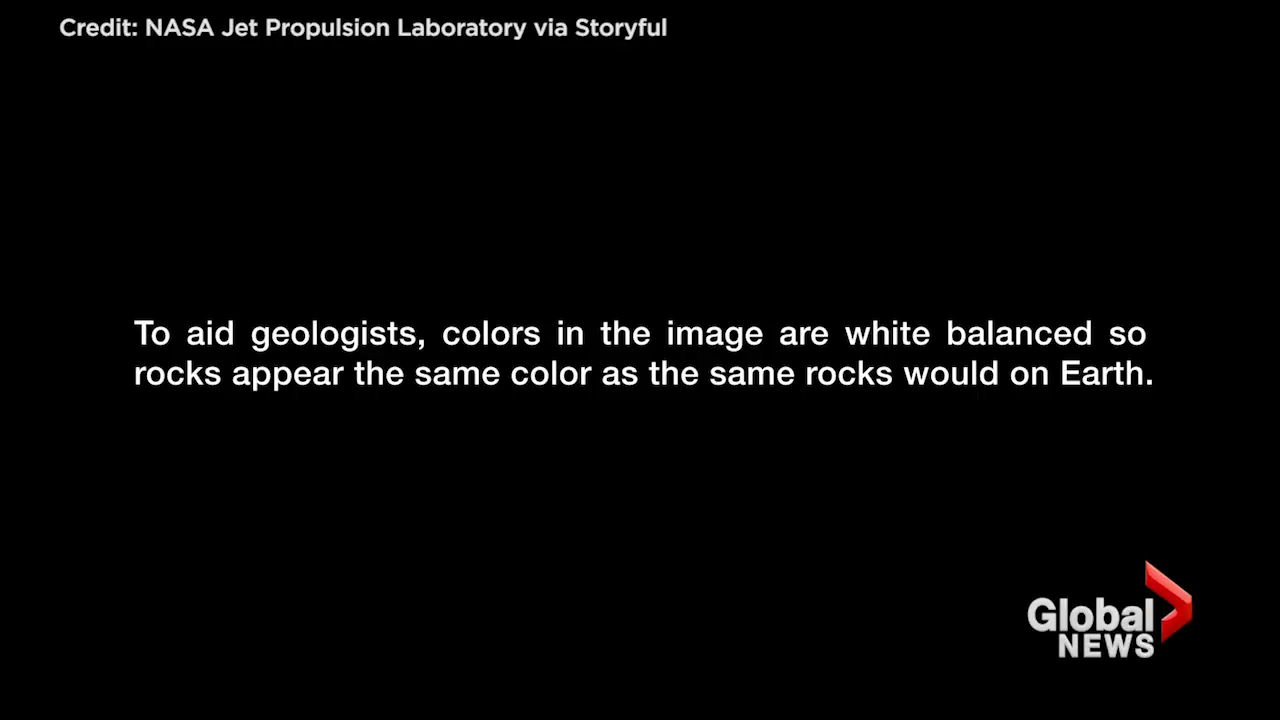 Credit: NASA Jet Propulsion Laboratory via Storyful
To aid geologists, colors in the image are white balanced so
rocks appear the same color as the same rocks would on Earth.
Global
NEWS